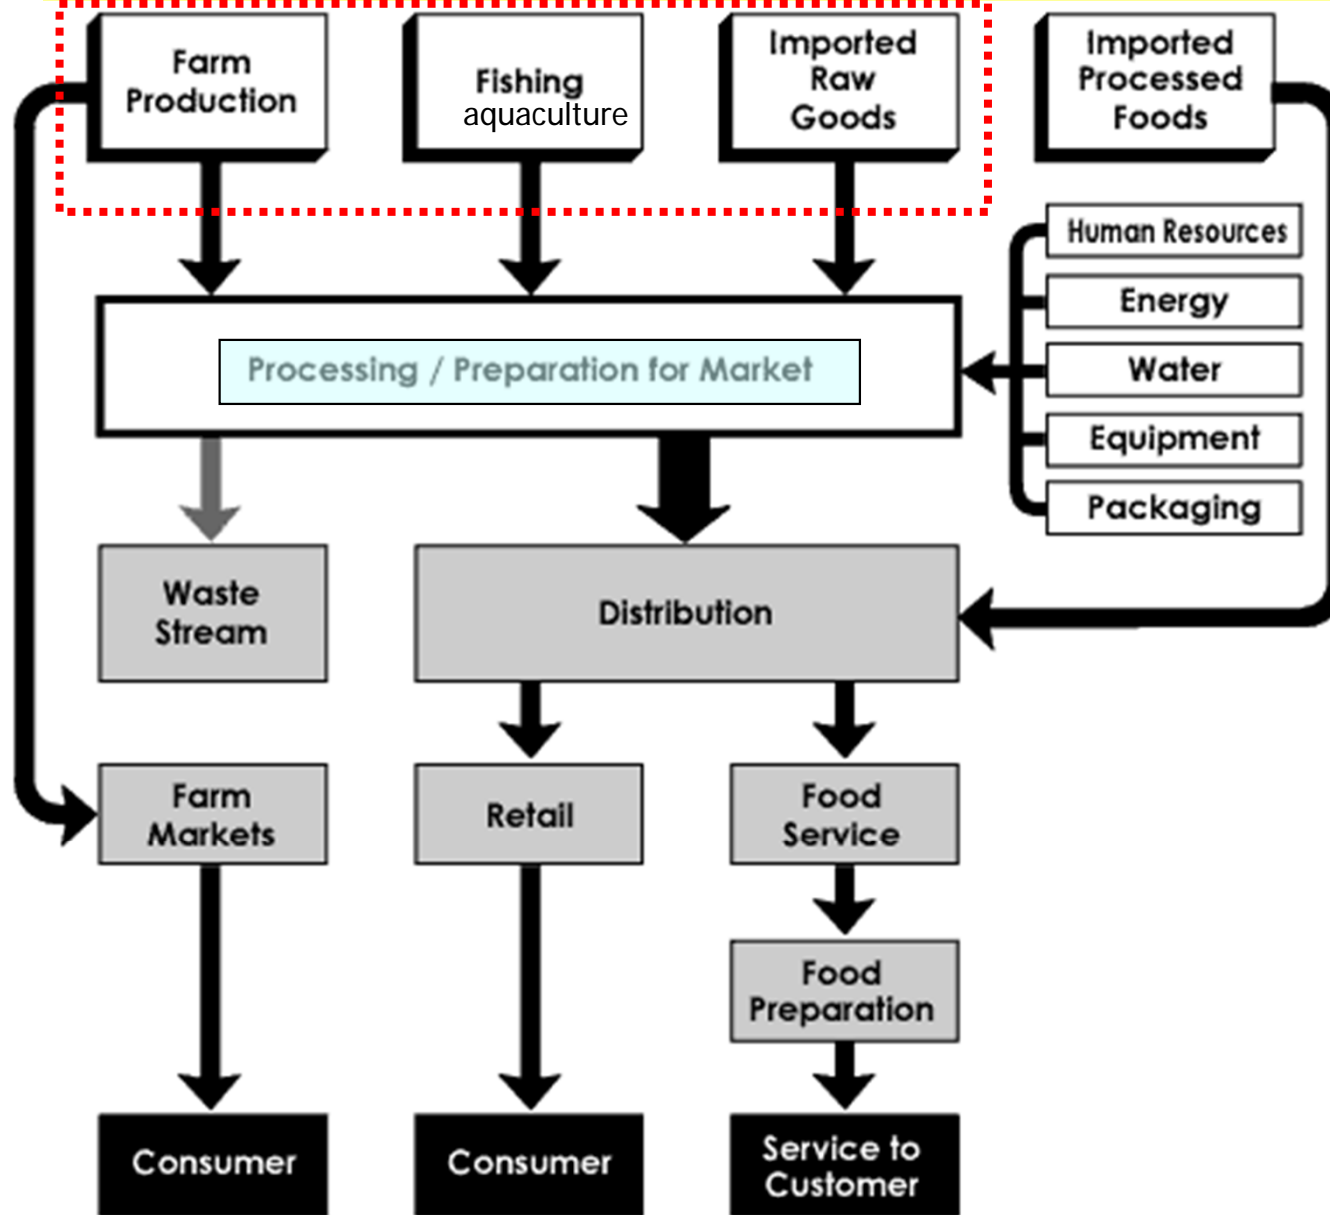 Farm
Production
Fishing
aquaculture
Imported
Raw
Goods
Imported
Processed
Foods
Human Resources
Energy
Water
Equipment
Packaging
Processing / Preparation for Market
Waste
Stream
Distribution
Farm
Markets
Retail
Food
Service
Food
Preparation
Consumer
Consumer
Service to
Customer